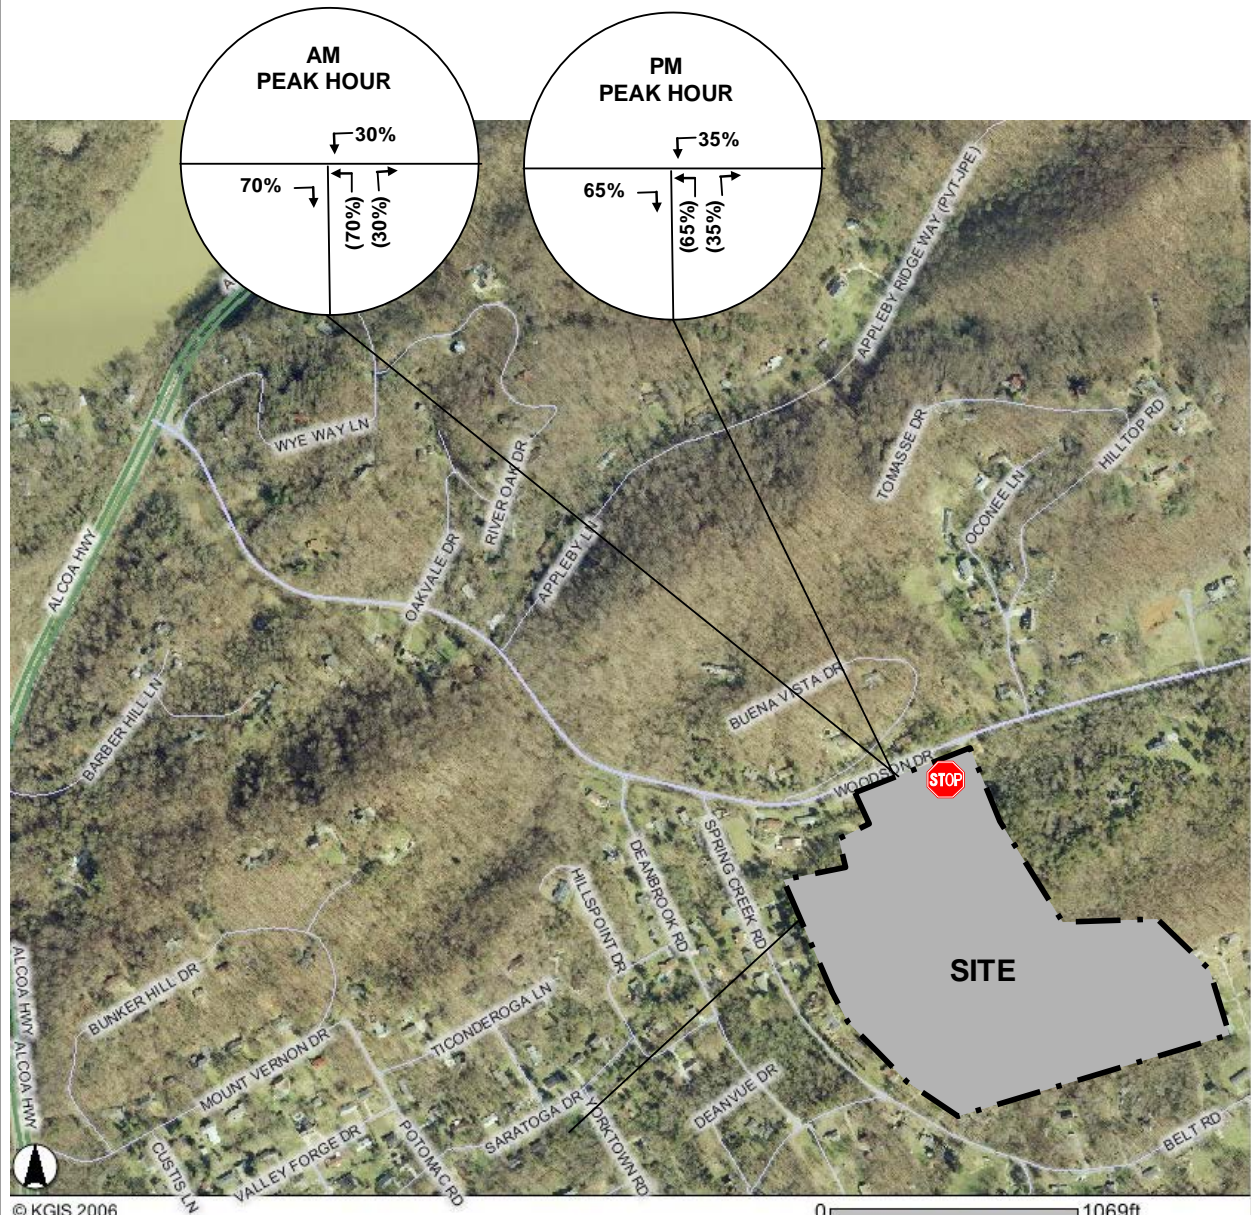 AM
PEAK HOUR
30%
70%
(70%)
(30%)
PM
PEAK HOUR
35%
65%
(65%)
(35%)
APPLEBY RIDGE WAY (PVT-JPE)
A
WYE WAY LN
RIVER OAK DR
TOMASSE DR
HILLTOP RD
OCONEE LN
ALCOA HWY
OAKVALE DR
APPLEBY LN
BARBER HILL LN
BUENA VISTA DR
WOODSON DR
STOP
DEANBROOK RD
SPRING CREEK RD
HILLSPOINT DR
SITE
BUNKER HILL DR
ALCOA HWY
ALCOA HWY
TICONDEROGA LN
MOUNT VERNON DR
SARATOGA DR
YORKTOWN RD
DEANVUE DR
BELT RD
CUSTIS LN
VALLEY FORGE DR
POTOMAC RD
© KGIS 2006
0 1069ft